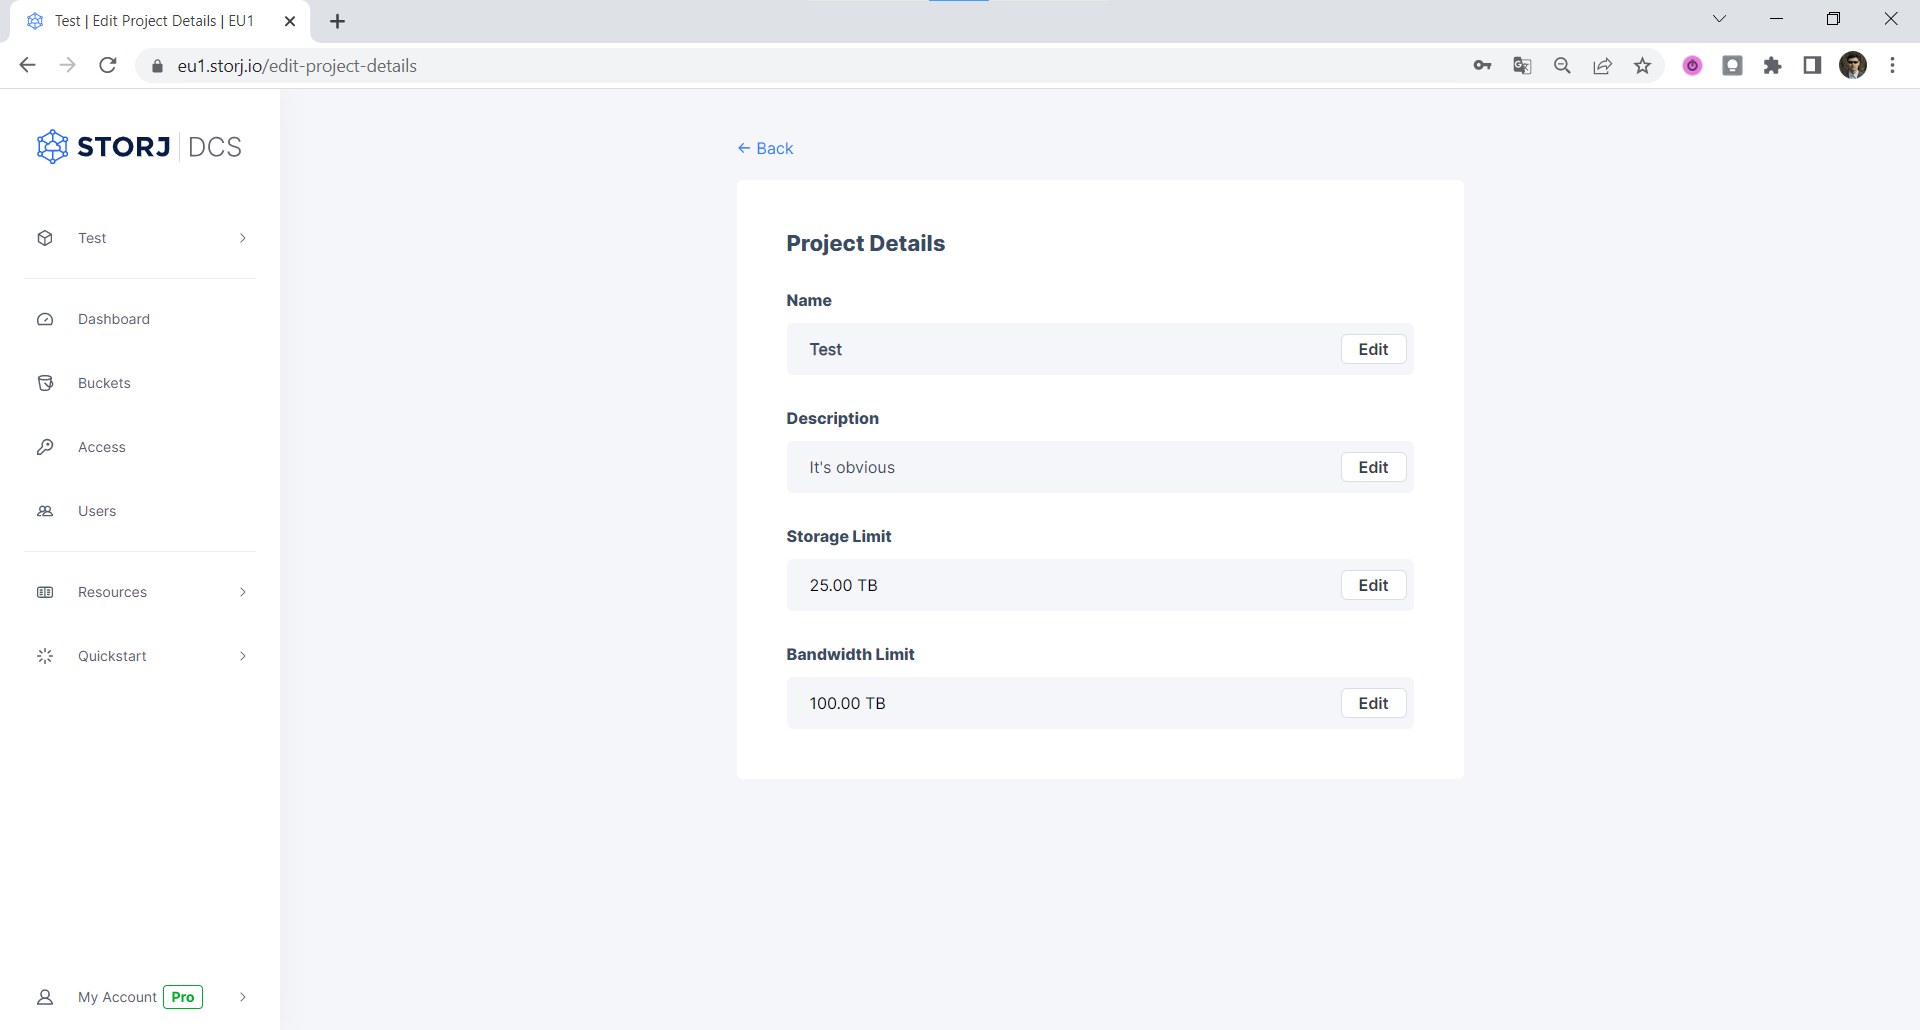 Test | Edit Project Details | EU1
eu1.storj.io/edit-project-details
STORJ | DCS
Test
Dashboard
Buckets
Access
Users
Resources
Quickstart
My Account Pro
← Back
Project Details
Name
Test Edit
Description
It's obvious Edit
Storage Limit
25.00 TB Edit
Bandwidth Limit
100.00 TB Edit